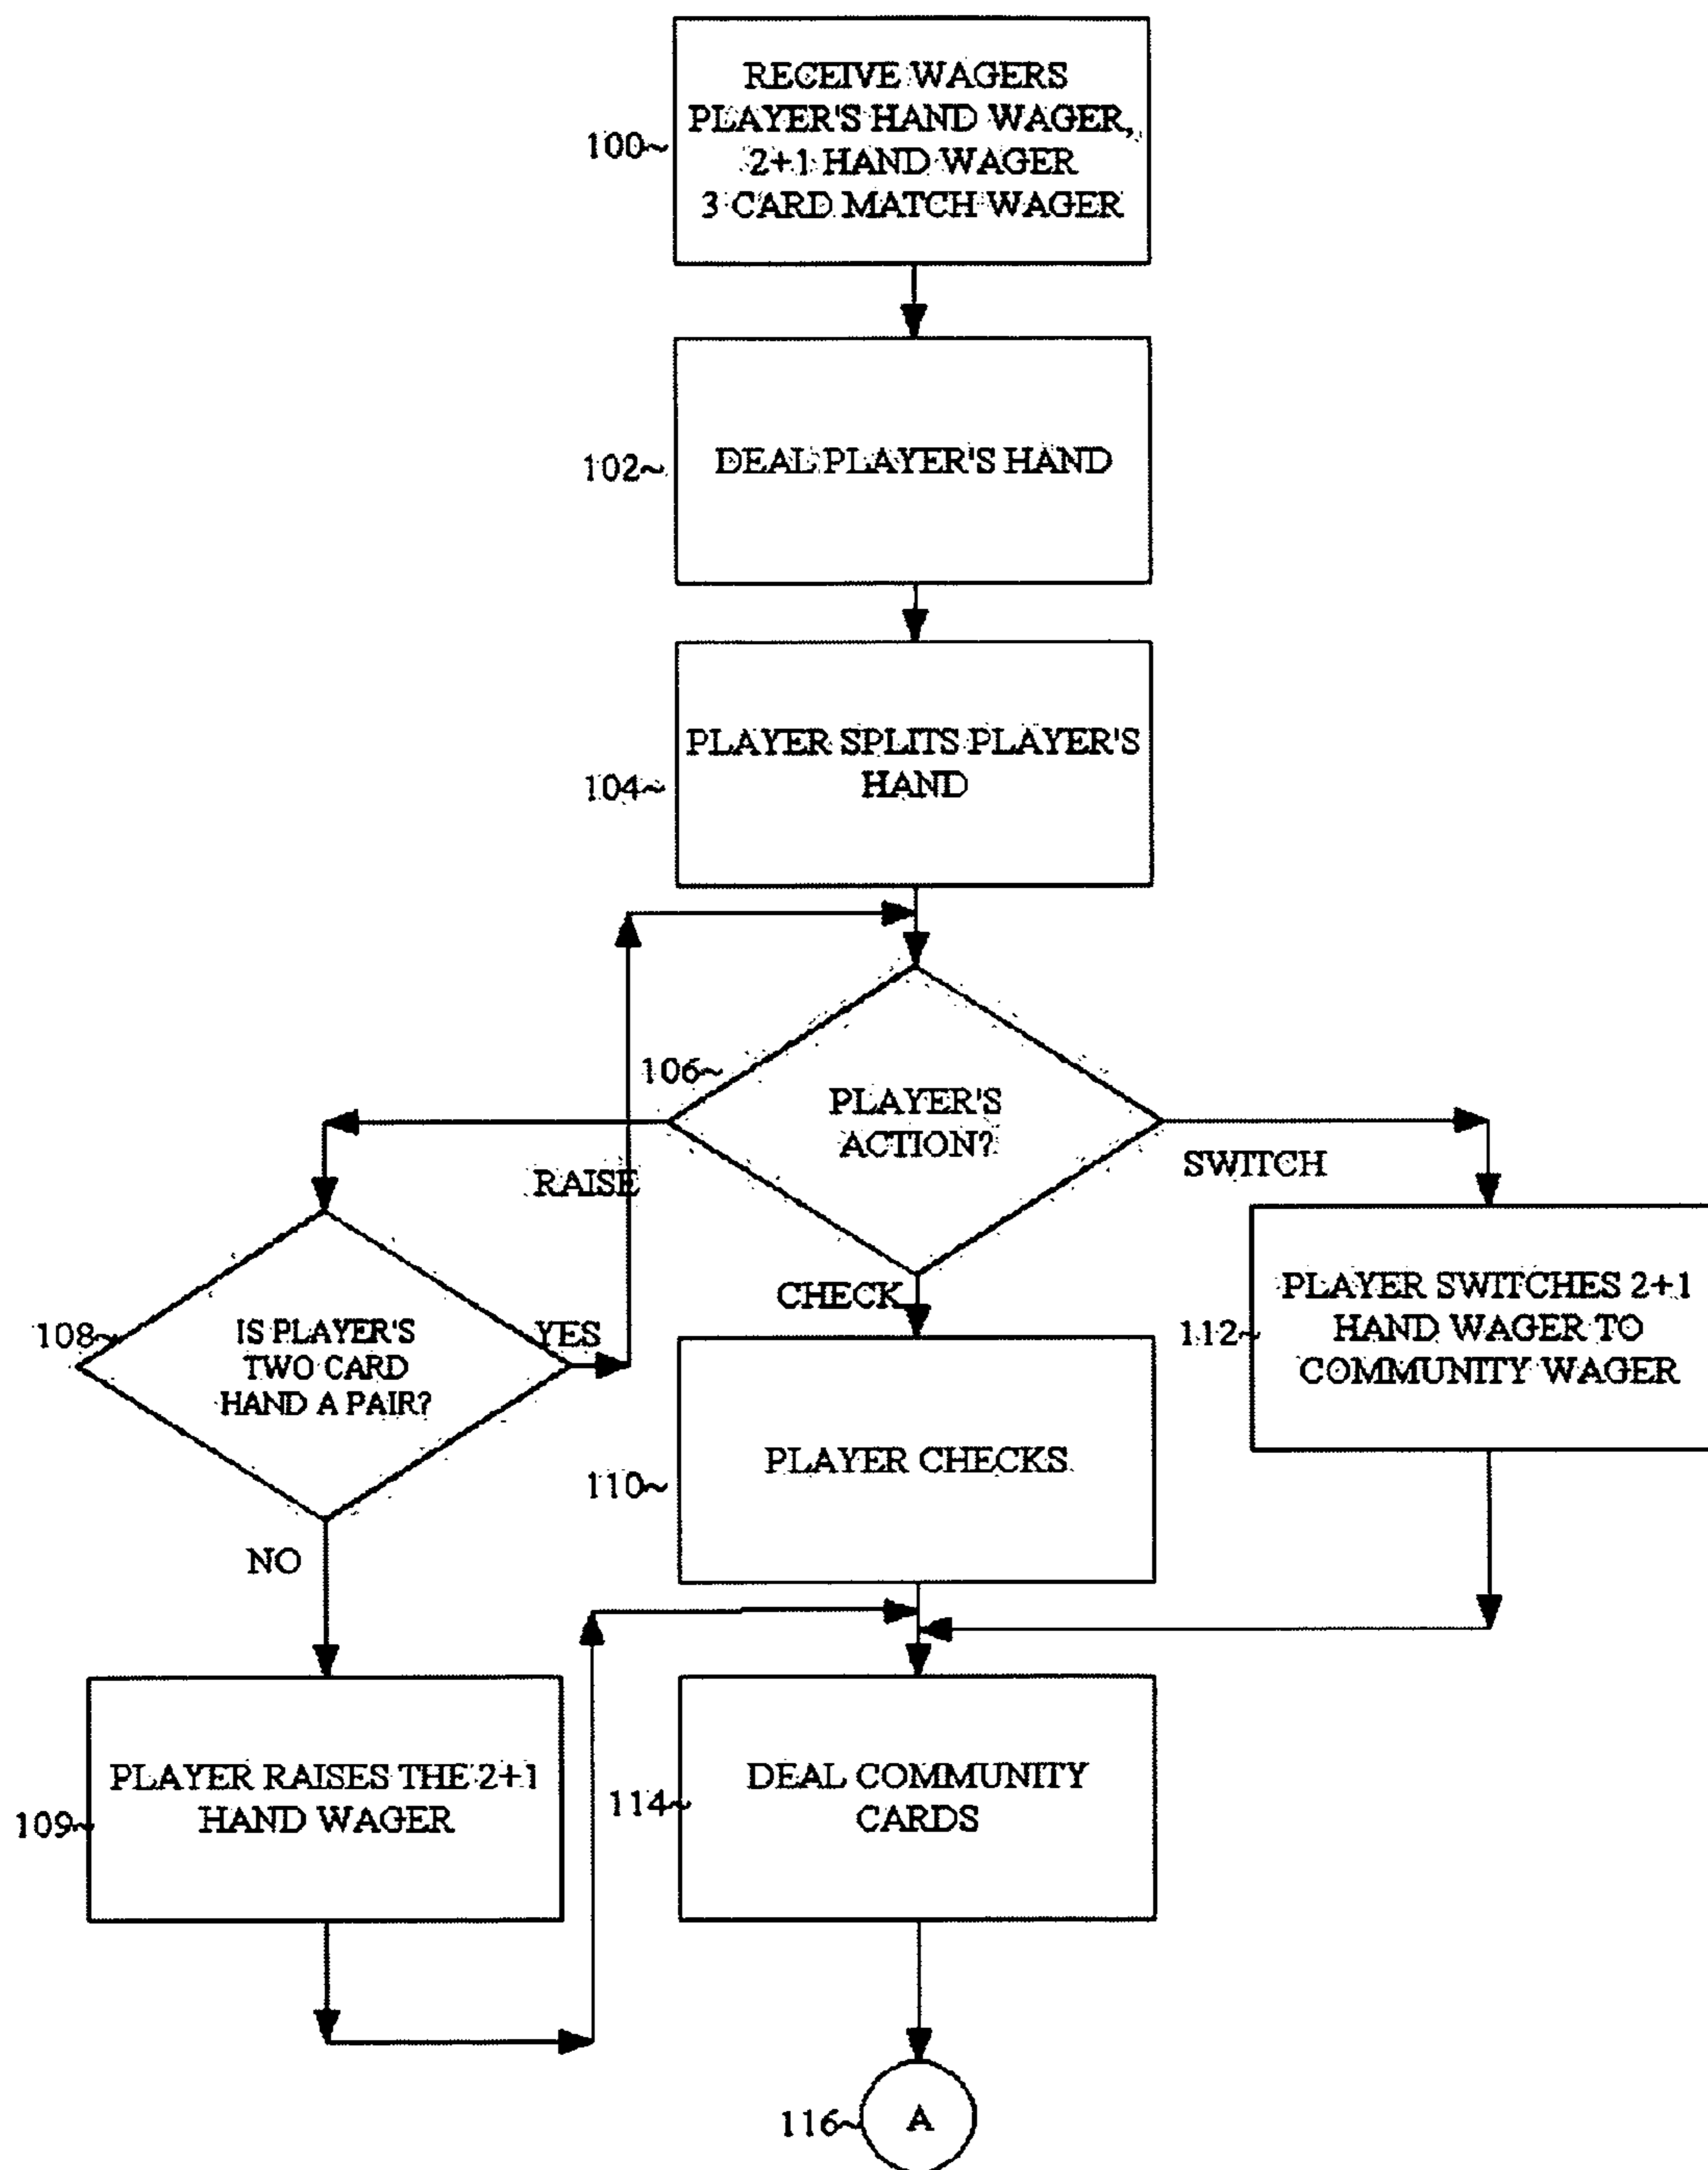 RECEIVE WAGERS
PLAYER'S HAND WAGER,
2+1 HAND WAGER
3 CARD MATCH WAGER
100~
DEAL PLAYER'S HAND
102~
PLAYER SPLITS PLAYER'S
HAND
104~
106~
PLAYER'S
ACTION?
RAISE
SWITCH
CHECK
108~
IS PLAYER'S
TWO CARD
HAND A PAIR?
YES
NO
PLAYER SWITCHES 2+1
HAND WAGER TO
COMMUNITY WAGER
112~
PLAYER CHECKS
110~
PLAYER RAISES THE 2+1
HAND WAGER
109~
DEAL COMMUNITY
CARDS
114~
116~
A